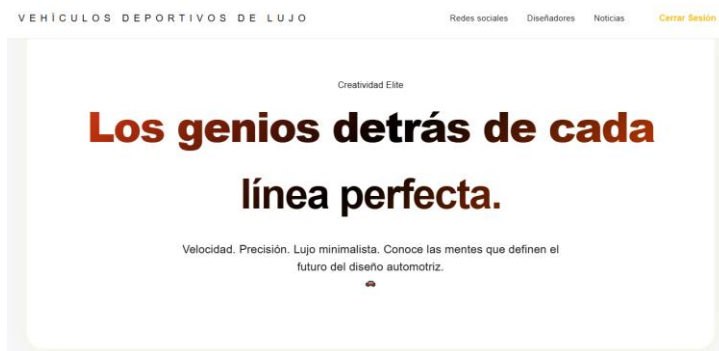 VEHÍCULOS DEPORTIVOS DE LUJO
Redes sociales Diseñadores Noticias Cerrar Sesión
Creatividad Elite
Los genios detrás de cada
línea perfecta.
Velocidad. Precisión. Lujo minimalista. Conoce las mentes que definen el
futuro del diseño automotriz.